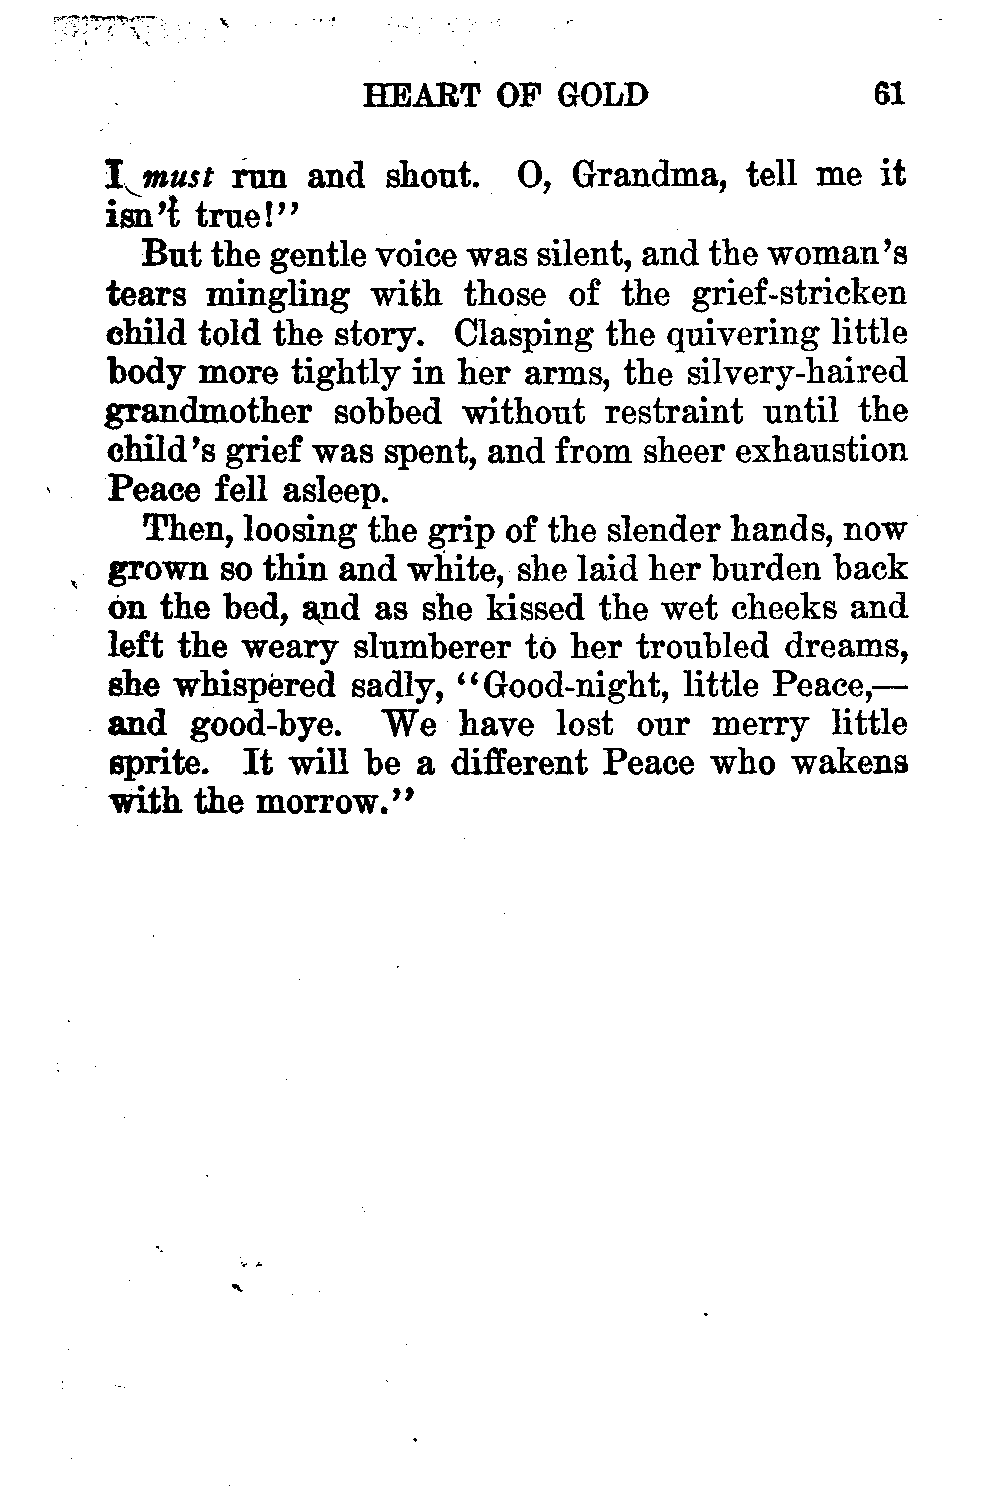 HEART OF GOLD 61
I must run and shout. O, Grandma, tell me it
isn't true!"
But the gentle voice was silent, and the woman's
tears mingling with those of the grief-stricken
child told the story. Clasping the quivering little
body more tightly in her arms, the silvery-haired
grandmother sobbed without restraint until the
child's grief was spent, and from sheer exhaustion
Peace fell asleep.
Then, loosing the grip of the slender hands, now
grown so thin and white, she laid her burden back
on the bed, and as she kissed the wet cheeks and
left the weary slumberer to her troubled dreams,
she whispered sadly, "Good-night, little Peace,—
and good-bye. We have lost our merry little
sprite. It will be a different Peace who wakens
with the morrow."